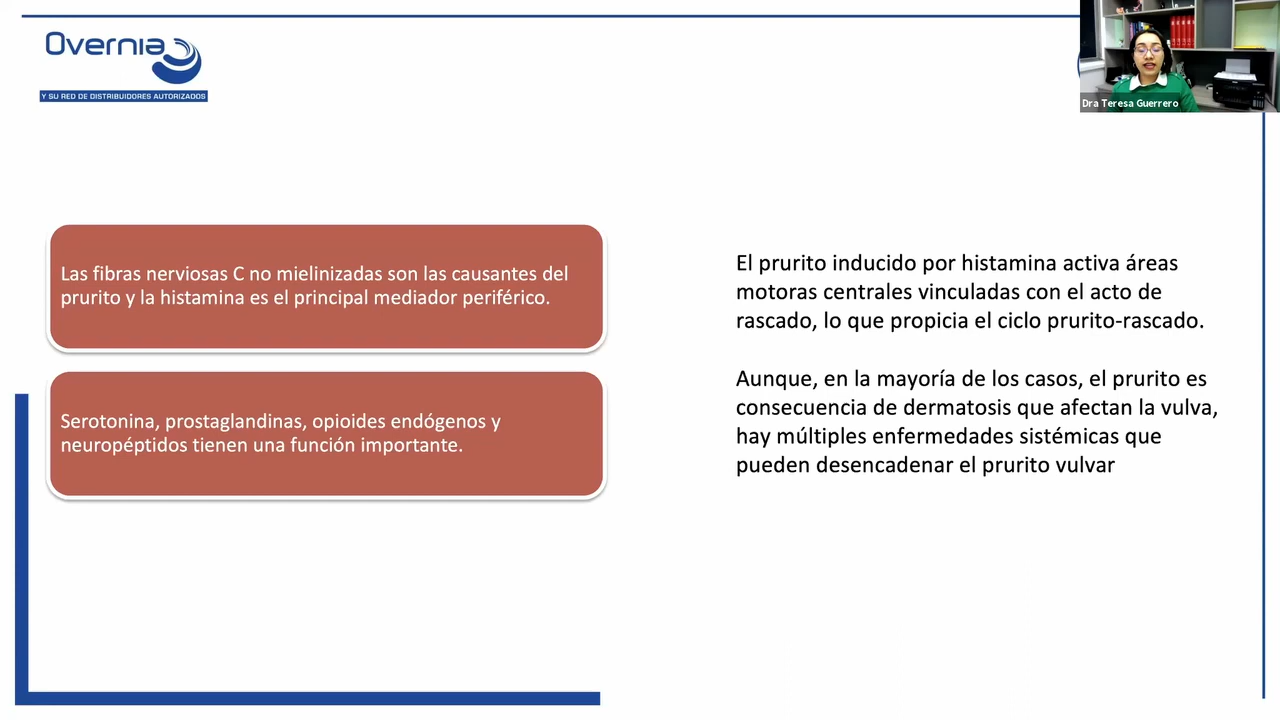 Overnia
Y SU RED DE DISTRIBUIDORES AUTORIZADOS
Dra Teresa Guerrero
Las fibras nerviosas C no mielinizadas son las causantes del
prurito y la histamina es el principal mediador periférico.
Serotonina, prostaglandinas, opioides endógenos y
neuropéptidos tienen una función importante.
El prurito inducido por histamina activa áreas
motoras centrales vinculadas con el acto de
rascado, lo que propicia el ciclo prurito-rascado.
Aunque, en la mayoría de los casos, el prurito es
consecuencia de dermatosis que afectan la vulva,
hay múltiples enfermedades sistémicas que
pueden desencadenar el prurito vulvar